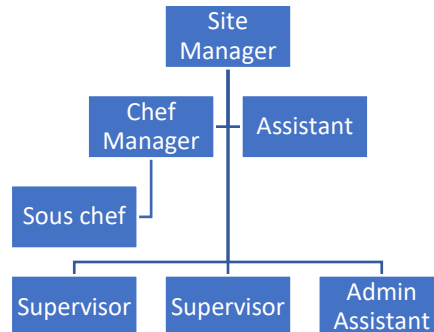 Site
Manager
Chef
Manager
Assistant
Sous chef
Supervisor
Supervisor
Admin
Assistant